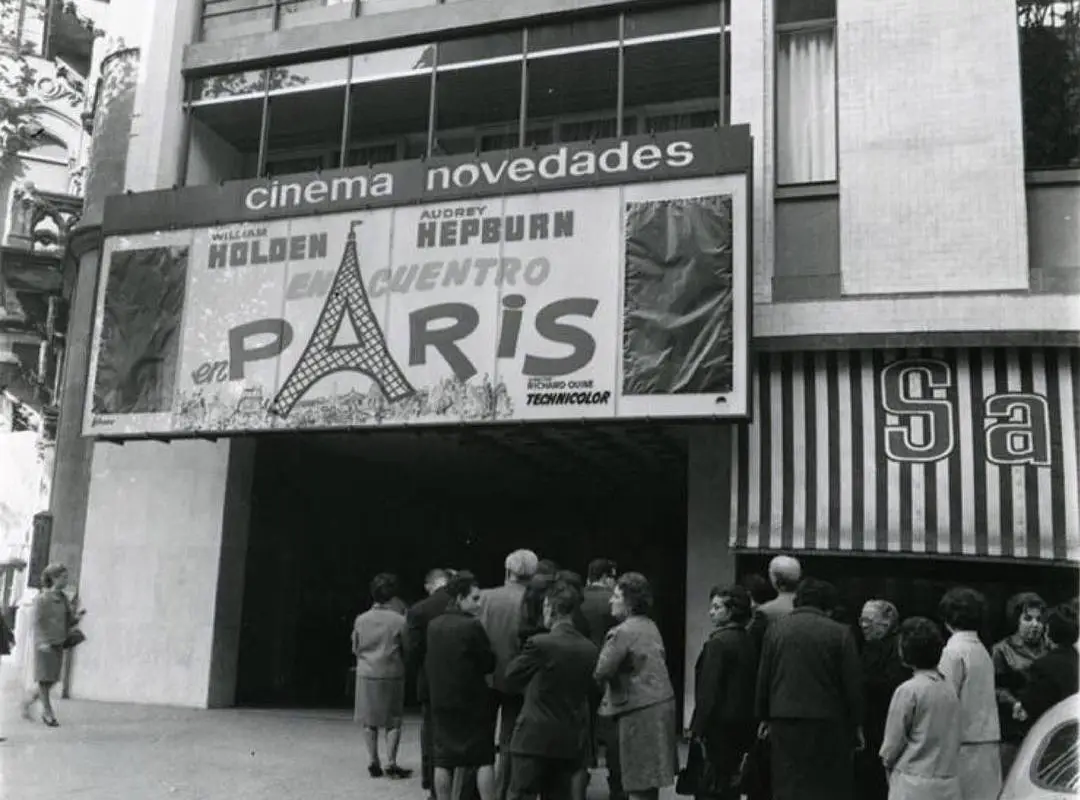 cinema novedades
WILLIAM
HOLDEN
AUDREY
HEPBURN
ENCUENTRO
en PARiS
RICHARD QUINE
TECHNICOLOR
Sa